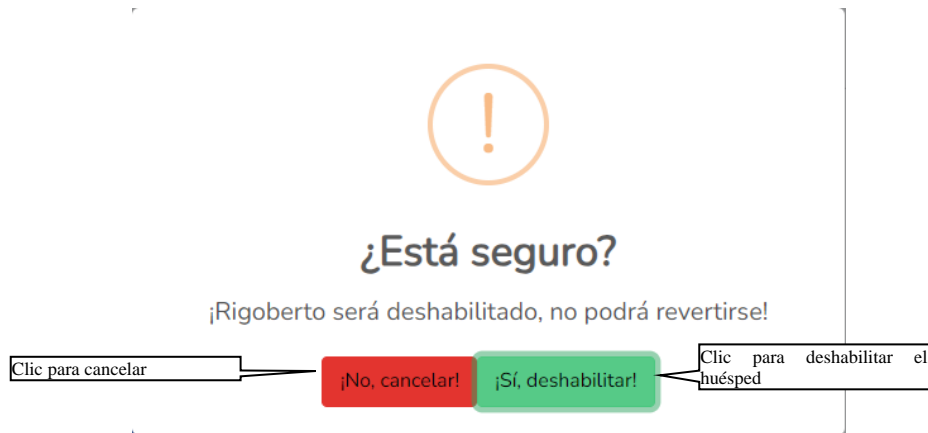 !
¿Está seguro?
¡Rigoberto será deshabilitado, no podrá revertirse!
Clic para cancelar
¡No, cancelar!
¡Sí, deshabilitar!
Clic para deshabilitar el
huésped